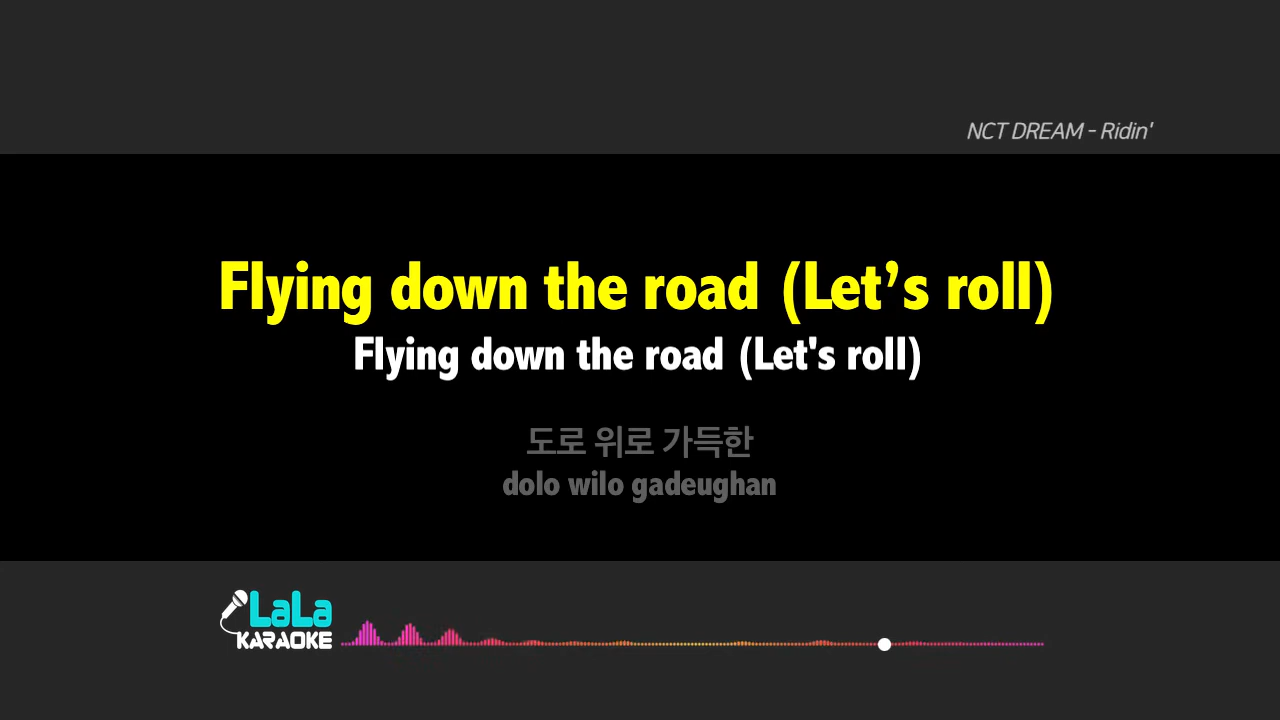 NCT DREAM - Ridin'
Flying down the road (Let’s roll)
Flying down the road (Let's roll)
도로 위로 가득한
dolo wilo gadeughan
LaLa
KARAOKE